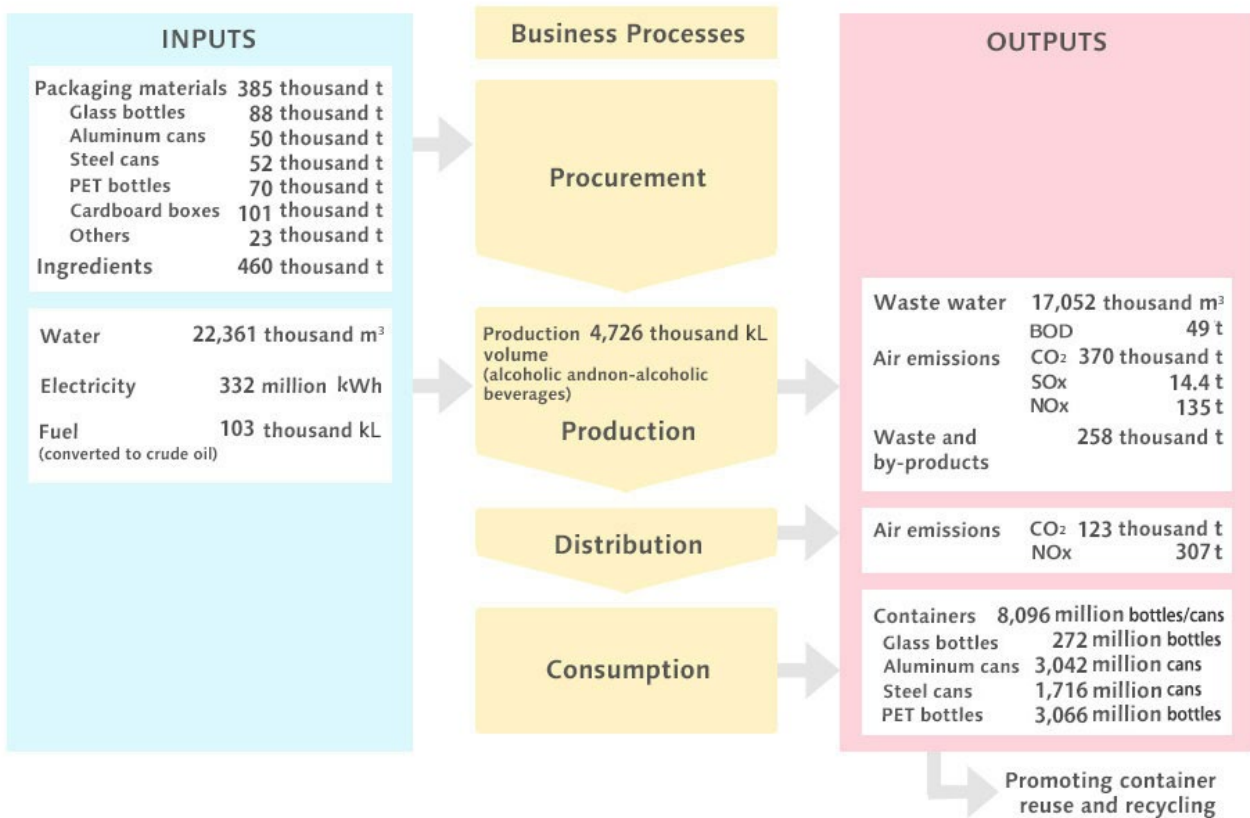 INPUTS
Packaging materials 385 thousand t
Glass bottles 88 thousand t
Aluminum cans 50 thousand t
Steel cans 52 thousand t
PET bottles 70 thousand t
Cardboard boxes 101 thousand t
Others 23 thousand t
Ingredients 460 thousand t
Water 22,361 thousand m³
Electricity 332 million kWh
Fuel 103 thousand kL
(converted to crude oil)
Business Processes
Procurement
Production 4,726 thousand kL
volume
(alcoholic andnon-alcoholic
beverages)
Production
Distribution
Consumption
OUTPUTS
Waste water 17,052 thousand m³
BOD 49 t
Air emissions CO₂ 370 thousand t
SOx 14.4 t
NOx 135 t
Waste and 258 thousand t
by-products
Air emissions CO₂ 123 thousand t
NOx 307 t
Containers 8,096 million bottles/cans
Glass bottles 272 million bottles
Aluminum cans 3,042 million cans
Steel cans 1,716 million cans
PET bottles 3,066 million bottles
Promoting container
reuse and recycling